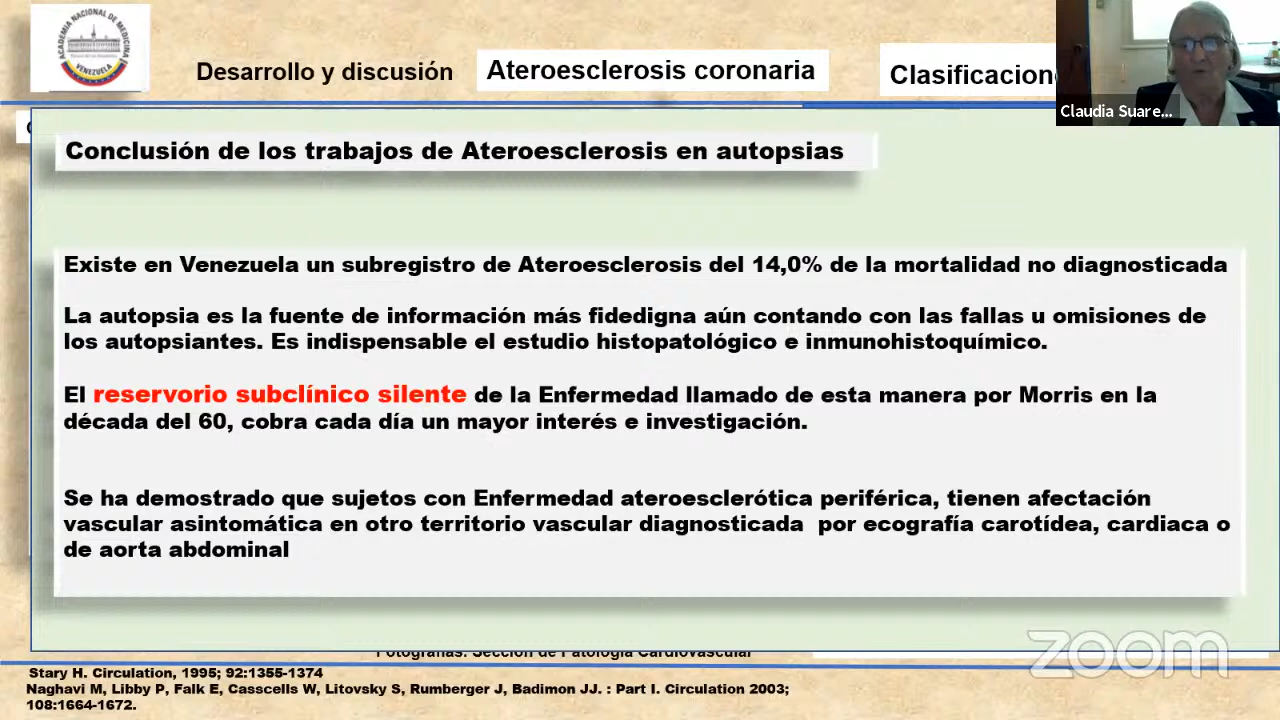 ACADEMIA NACIONAL DE MEDICINA
VENEZUELA
Desarrollo y discusión
Ateroesclerosis coronaria
Clasificacion
Claudia Suare...
Conclusión de los trabajos de Ateroesclerosis en autopsias
Existe en Venezuela un subregistro de Ateroesclerosis del 14,0% de la mortalidad no diagnosticada
La autopsia es la fuente de información más fidedigna aún contando con las fallas u omisiones de
los autopsiantes. Es indispensable el estudio histopatológico e inmunohistoquímico.
El reservorio subclínico silente de la Enfermedad llamado de esta manera por Morris en la
década del 60, cobra cada día un mayor interés e investigación.
Se ha demostrado que sujetos con Enfermedad ateroesclerótica periférica, tienen afectación
vascular asintomática en otro territorio vascular diagnosticada por ecografía carotídea, cardiaca o
de aorta abdominal
Fotografías: Sección de Patología Cardiovascular
zoom
Stary H. Circulation, 1995; 92:1355-1374
Naghavi M, Libby P, Falk E, Casscells W, Litovsky S, Rumberger J, Badimon JJ. : Part I. Circulation 2003;
108:1664-1672.